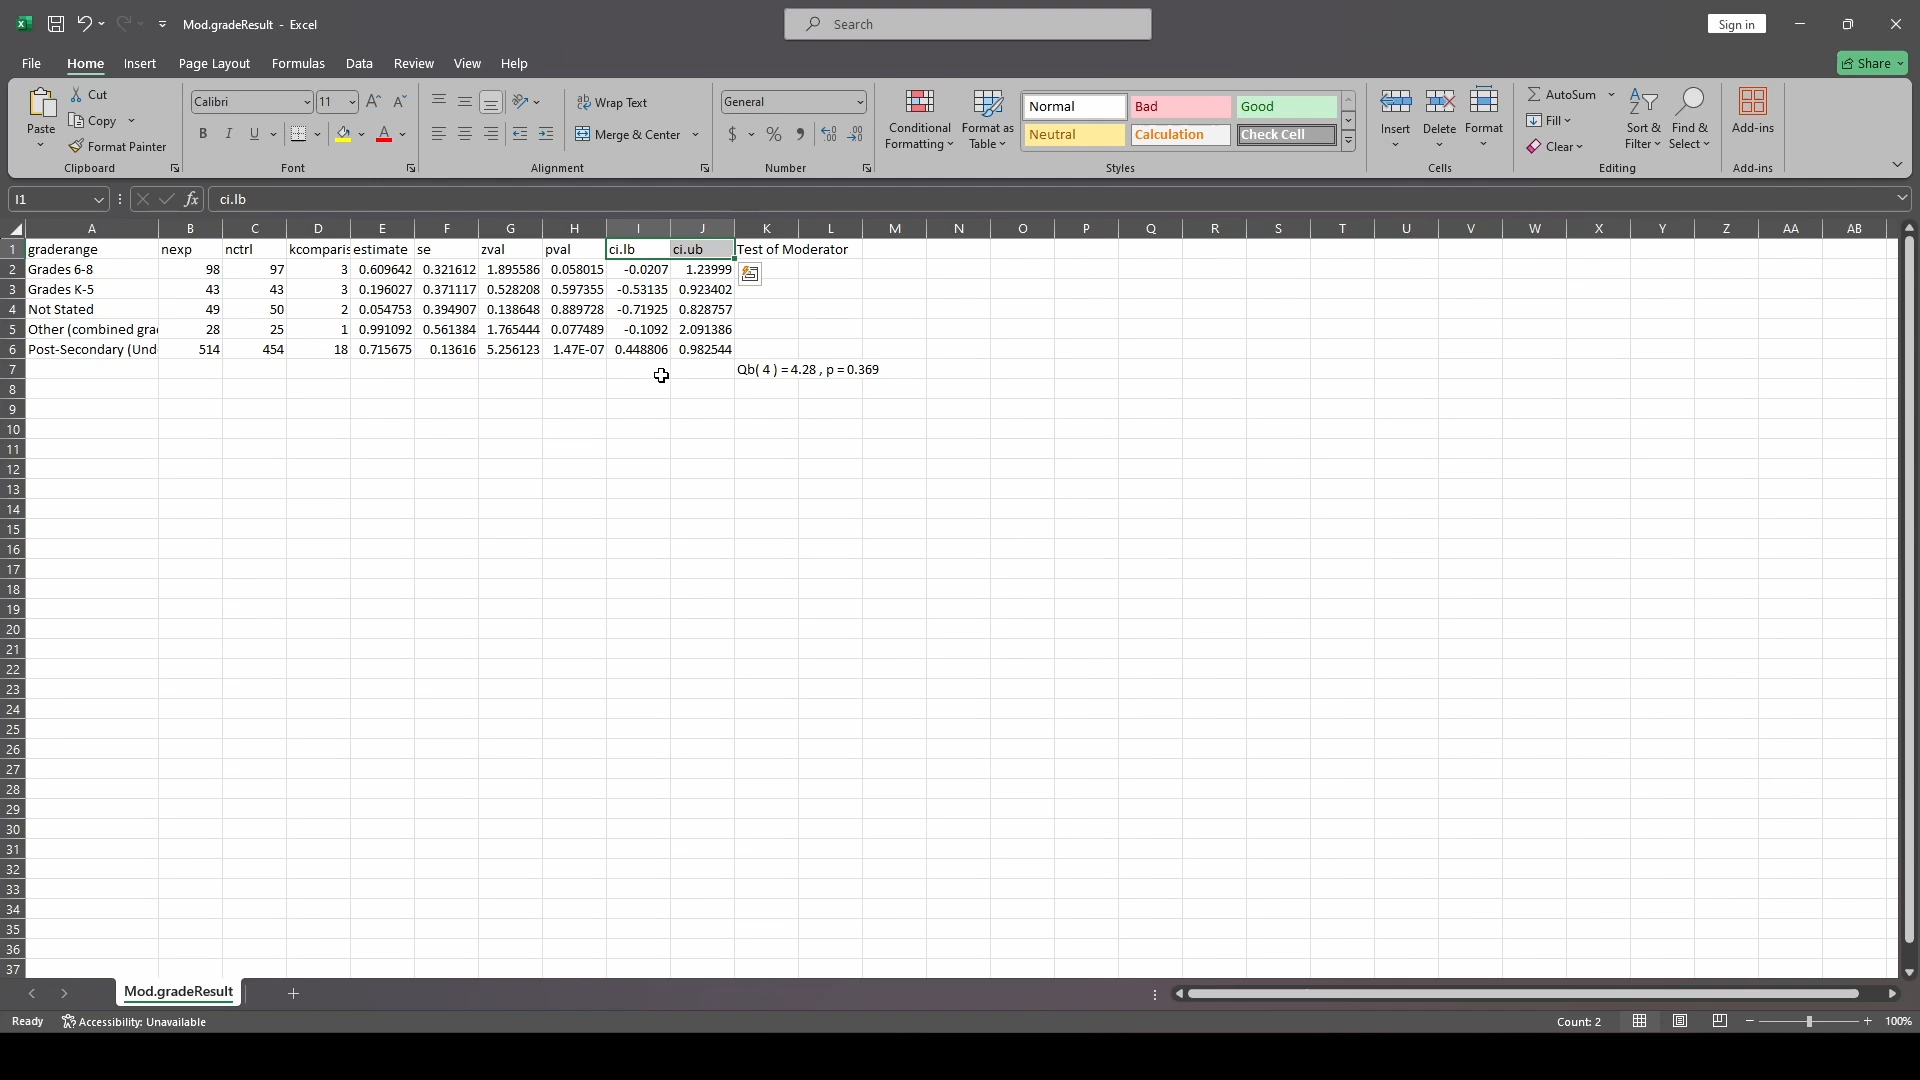 Mod.gradeResult - Excel
Search
Sign in
File Home Insert Page Layout Formulas Data Review View Help
Share
Paste
Cut
Copy
Format Painter
Clipboard
Calibri 11
B I U
Font
Wrap Text
Merge & Center
Alignment
General
$ % ,
Number
Conditional Formatting
Format as Table
Normal Bad Good
Neutral Calculation Check Cell
Styles
Insert Delete Format
Cells
AutoSum
Fill
Clear
Sort & Filter
Find & Select
Editing
Add-ins
Add-ins
I1 fx ci.lb
A B C D E F G H I J K L M N O P Q R S T U V W X Y Z AA AB
1 graderange nexp nctrl kcomparis estimate se zval pval ci.lb ci.ub Test of Moderator
2 Grades 6-8 98 97 3 0.609642 0.321612 1.895586 0.058015 -0.0207 1.23999
3 Grades K-5 43 43 3 0.196027 0.371117 0.528208 0.597355 -0.53135 0.923402
4 Not Stated 49 50 2 0.054753 0.394907 0.138648 0.889728 -0.71925 0.828757
5 Other (combined gra 28 25 1 0.991092 0.561384 1.765444 0.077489 -0.1092 2.091386
6 Post-Secondary (Und 514 454 18 0.715675 0.13616 5.256123 1.47E-07 0.448806 0.982544
7 Qb( 4 ) = 4.28 , p = 0.369
8
9
10
11
12
13
14
15
16
17
18
19
20
21
22
23
24
25
26
27
28
29
30
31
32
33
34
35
36
37
Mod.gradeResult
Ready Accessibility: Unavailable Count: 2 100%